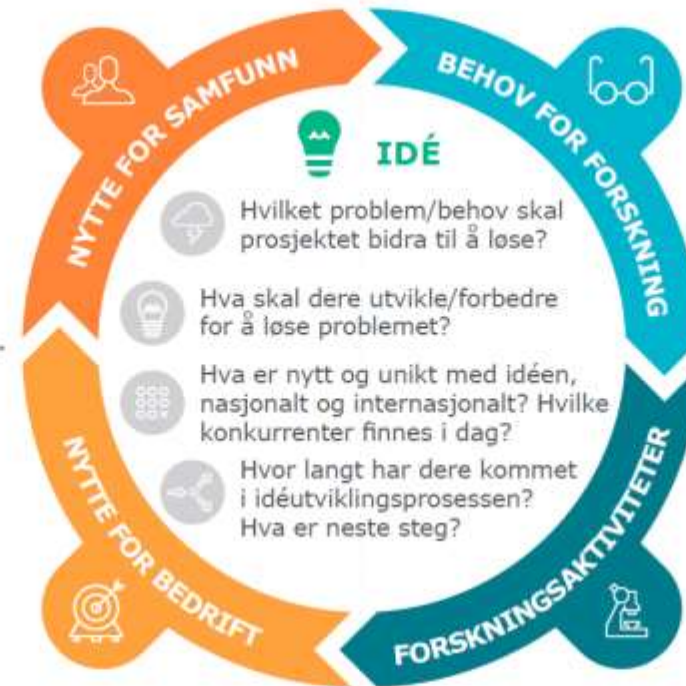 NYTTE FOR SAMFUNN
BEHOV FOR FORSKNING
IDÉ
Hvilket problem/behov skal
prosjektet bidra til å løse?
Hva skal dere utvikle/forbedre
for å løse problemet?
Hva er nytt og unikt med idéen,
nasjonalt og internasjonalt? Hvilke
konkurrenter finnes i dag?
Hvor langt har dere kommet
i idéutviklingsprosessen?
Hva er neste steg?
NYTTE FOR BEDRIFT
FORSKNINGSAKTIVITETER